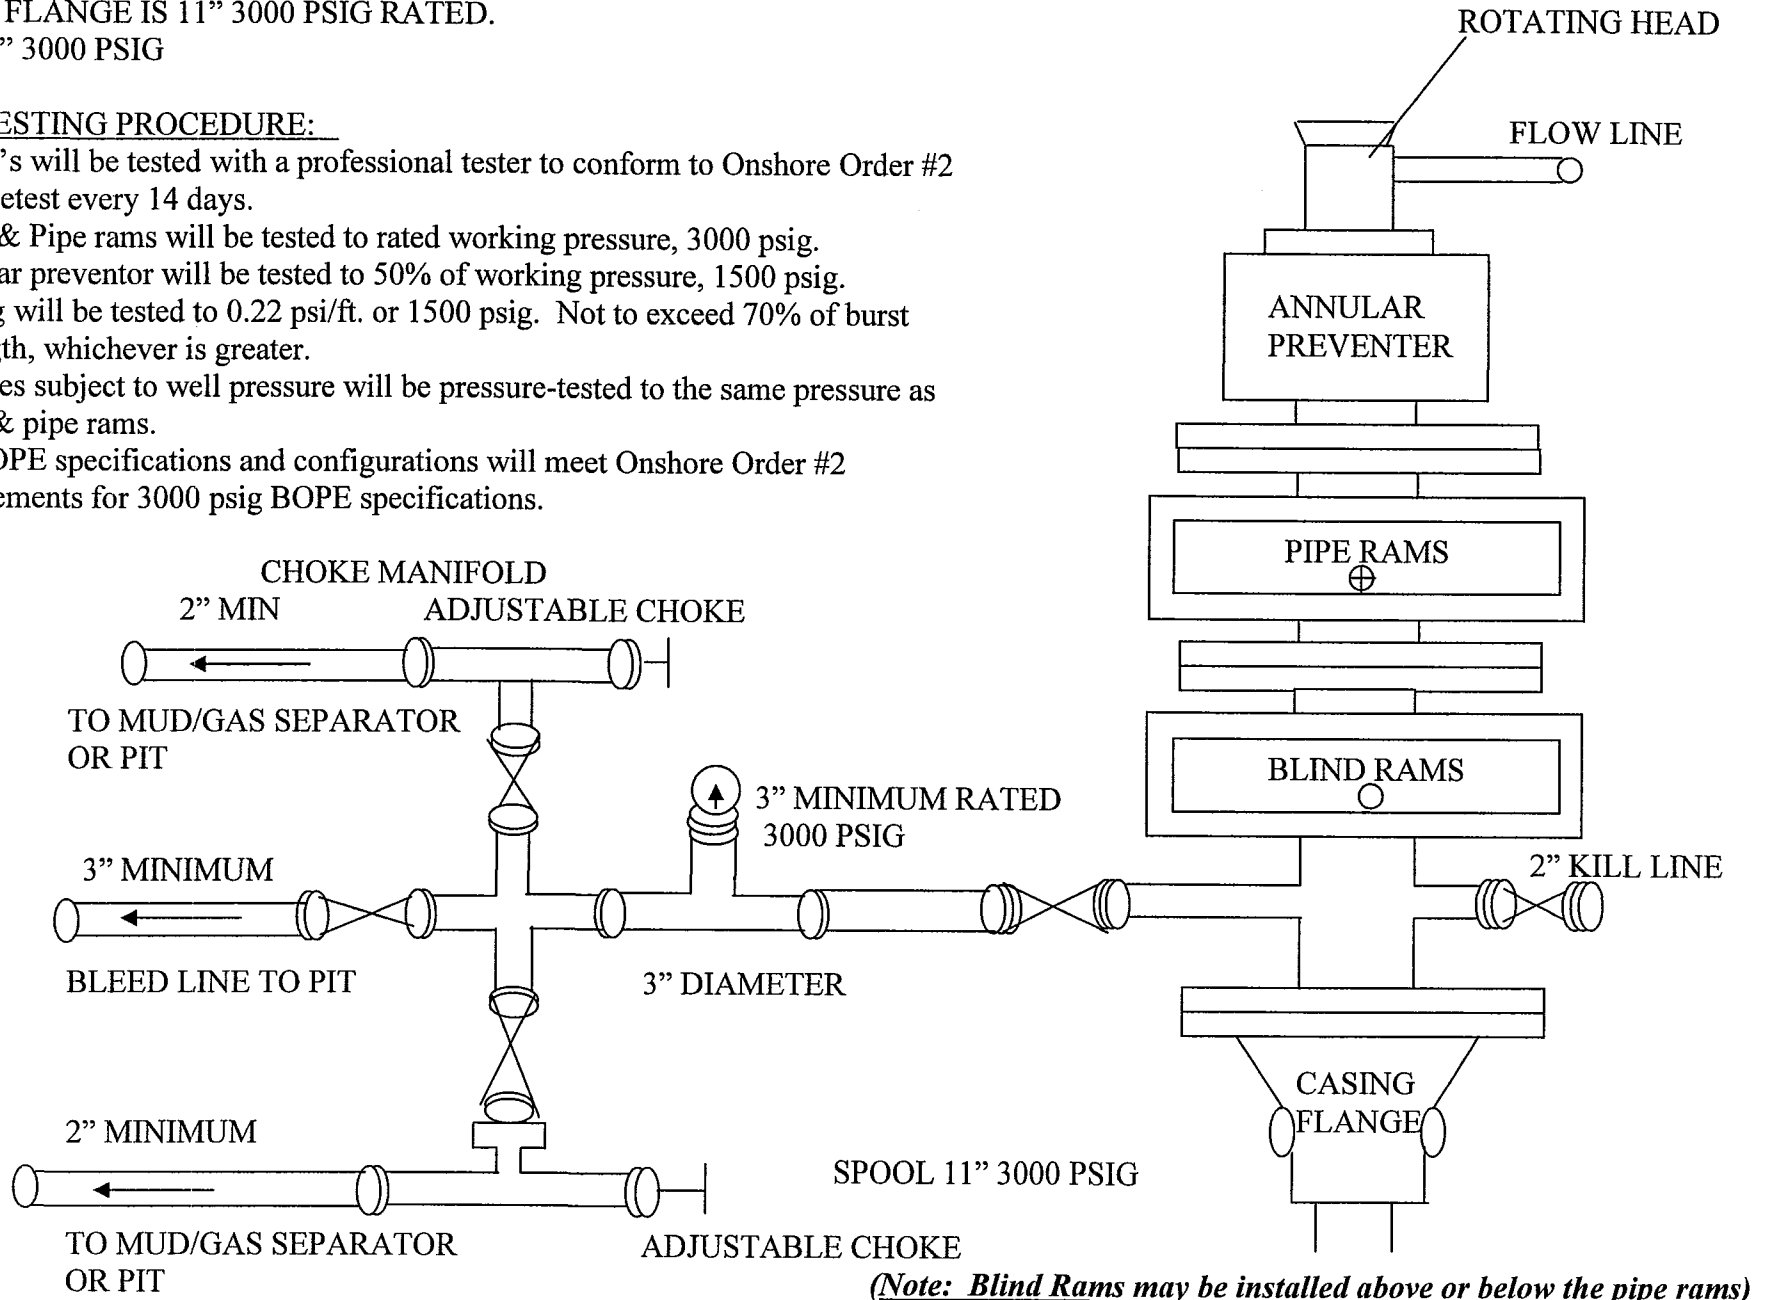 FLANGE IS 11” 3000 PSIG RATED.
” 3000 PSIG
ESTING PROCEDURE:
’s will be tested with a professional tester to conform to Onshore Order #2
etest every 14 days.
& Pipe rams will be tested to rated working pressure, 3000 psig.
ar preventor will be tested to 50% of working pressure, 1500 psig.
g will be tested to 0.22 psi/ft. or 1500 psig. Not to exceed 70% of burst
gth, whichever is greater.
es subject to well pressure will be pressure-tested to the same pressure as
& pipe rams.
OPE specifications and configurations will meet Onshore Order #2
ements for 3000 psig BOPE specifications.
ROTATING HEAD
FLOW LINE
ANNULAR
PREVENTER
PIPE RAMS
BLIND RAMS
2” KILL LINE
CASING
FLANGE
CHOKE MANIFOLD
2” MIN
ADJUSTABLE CHOKE
TO MUD/GAS SEPARATOR
OR PIT
3” MINIMUM RATED
3000 PSIG
3” MINIMUM
BLEED LINE TO PIT
3” DIAMETER
2” MINIMUM
SPOOL 11” 3000 PSIG
TO MUD/GAS SEPARATOR
OR PIT
ADJUSTABLE CHOKE
(Note: Blind Rams may be installed above or below the pipe rams)